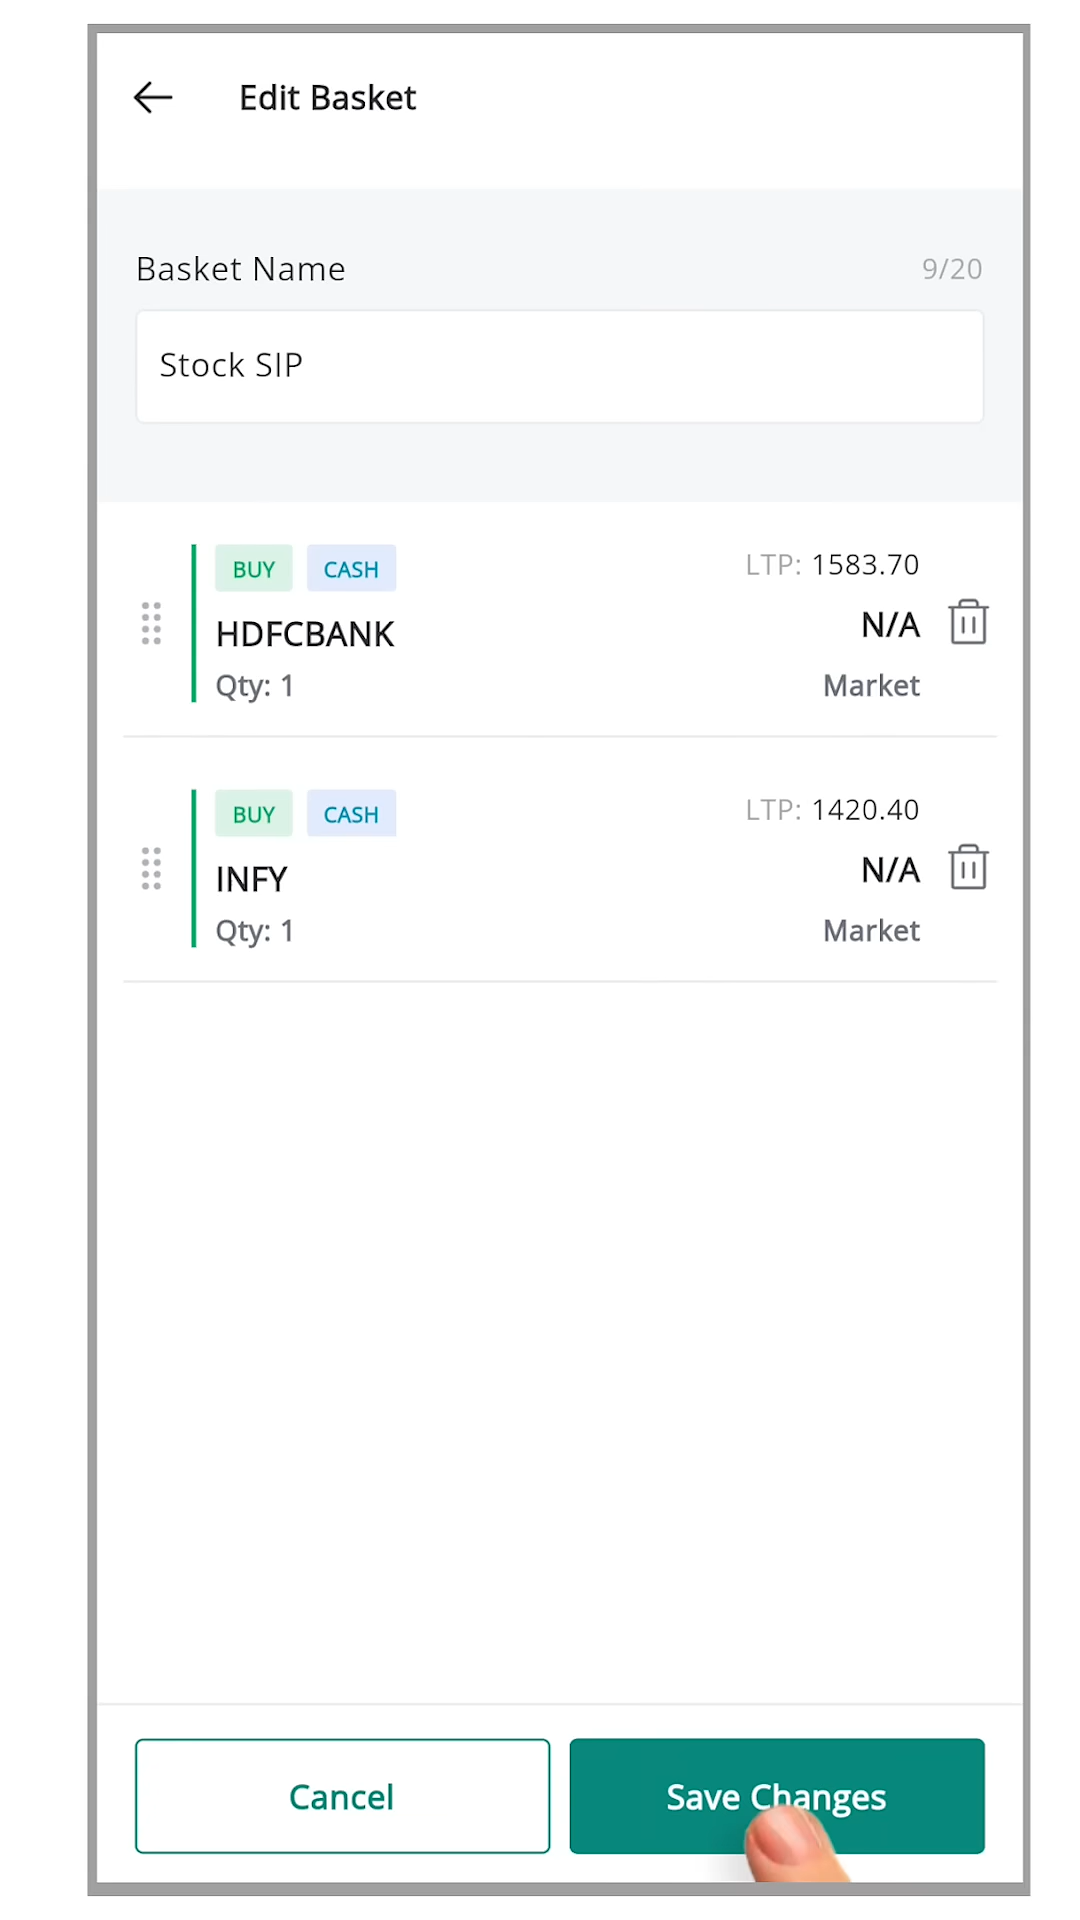 Edit Basket
Basket Name 9/20
Stock SIP
BUY CASH LTP: 1583.70
HDFCBANK N/A
Qty: 1 Market
BUY CASH LTP: 1420.40
INFY N/A
Qty: 1 Market
Cancel Save Changes